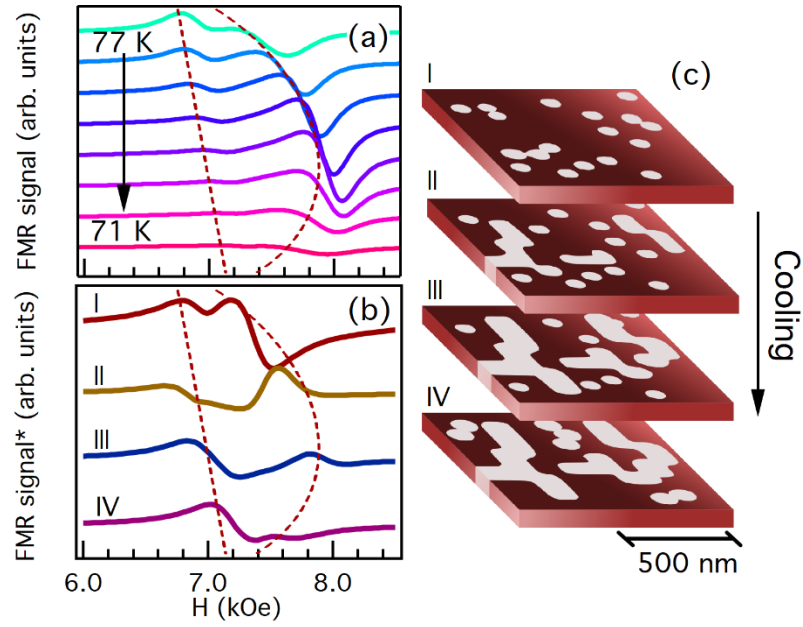 (a)
77 K
71 K
FMR signal (arb. units)
(b)
I
II
III
IV
FMR signal* (arb. units)
6.0 7.0 8.0
H (kOe)
(c)
I
II
III
IV
Cooling
500 nm